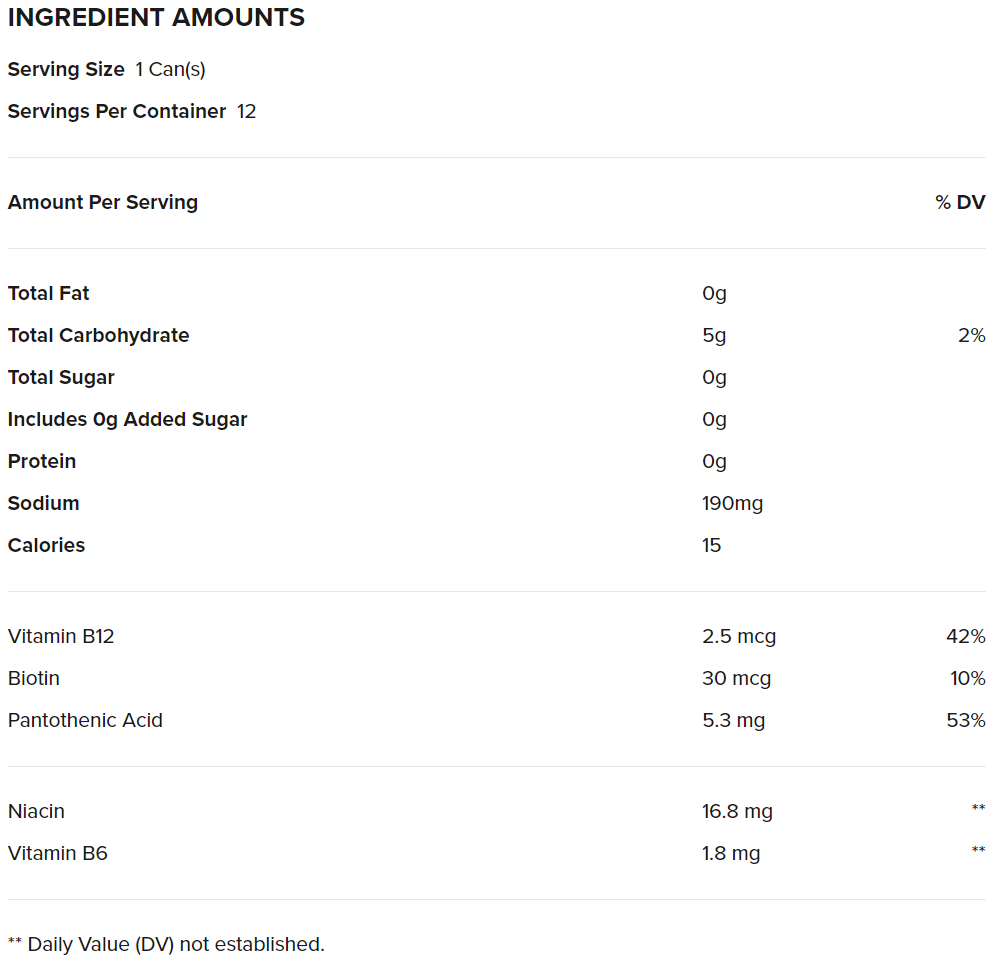 INGREDIENT AMOUNTS
Serving Size 1 Can(s)
Servings Per Container 12
Amount Per Serving % DV
Total Fat 0g
Total Carbohydrate 5g 2%
Total Sugar 0g
Includes 0g Added Sugar 0g
Protein 0g
Sodium 190mg
Calories 15
Vitamin B12 2.5 mcg 42%
Biotin 30 mcg 10%
Pantothenic Acid 5.3 mg 53%
Niacin 16.8 mg **
Vitamin B6 1.8 mg **
** Daily Value (DV) not established.